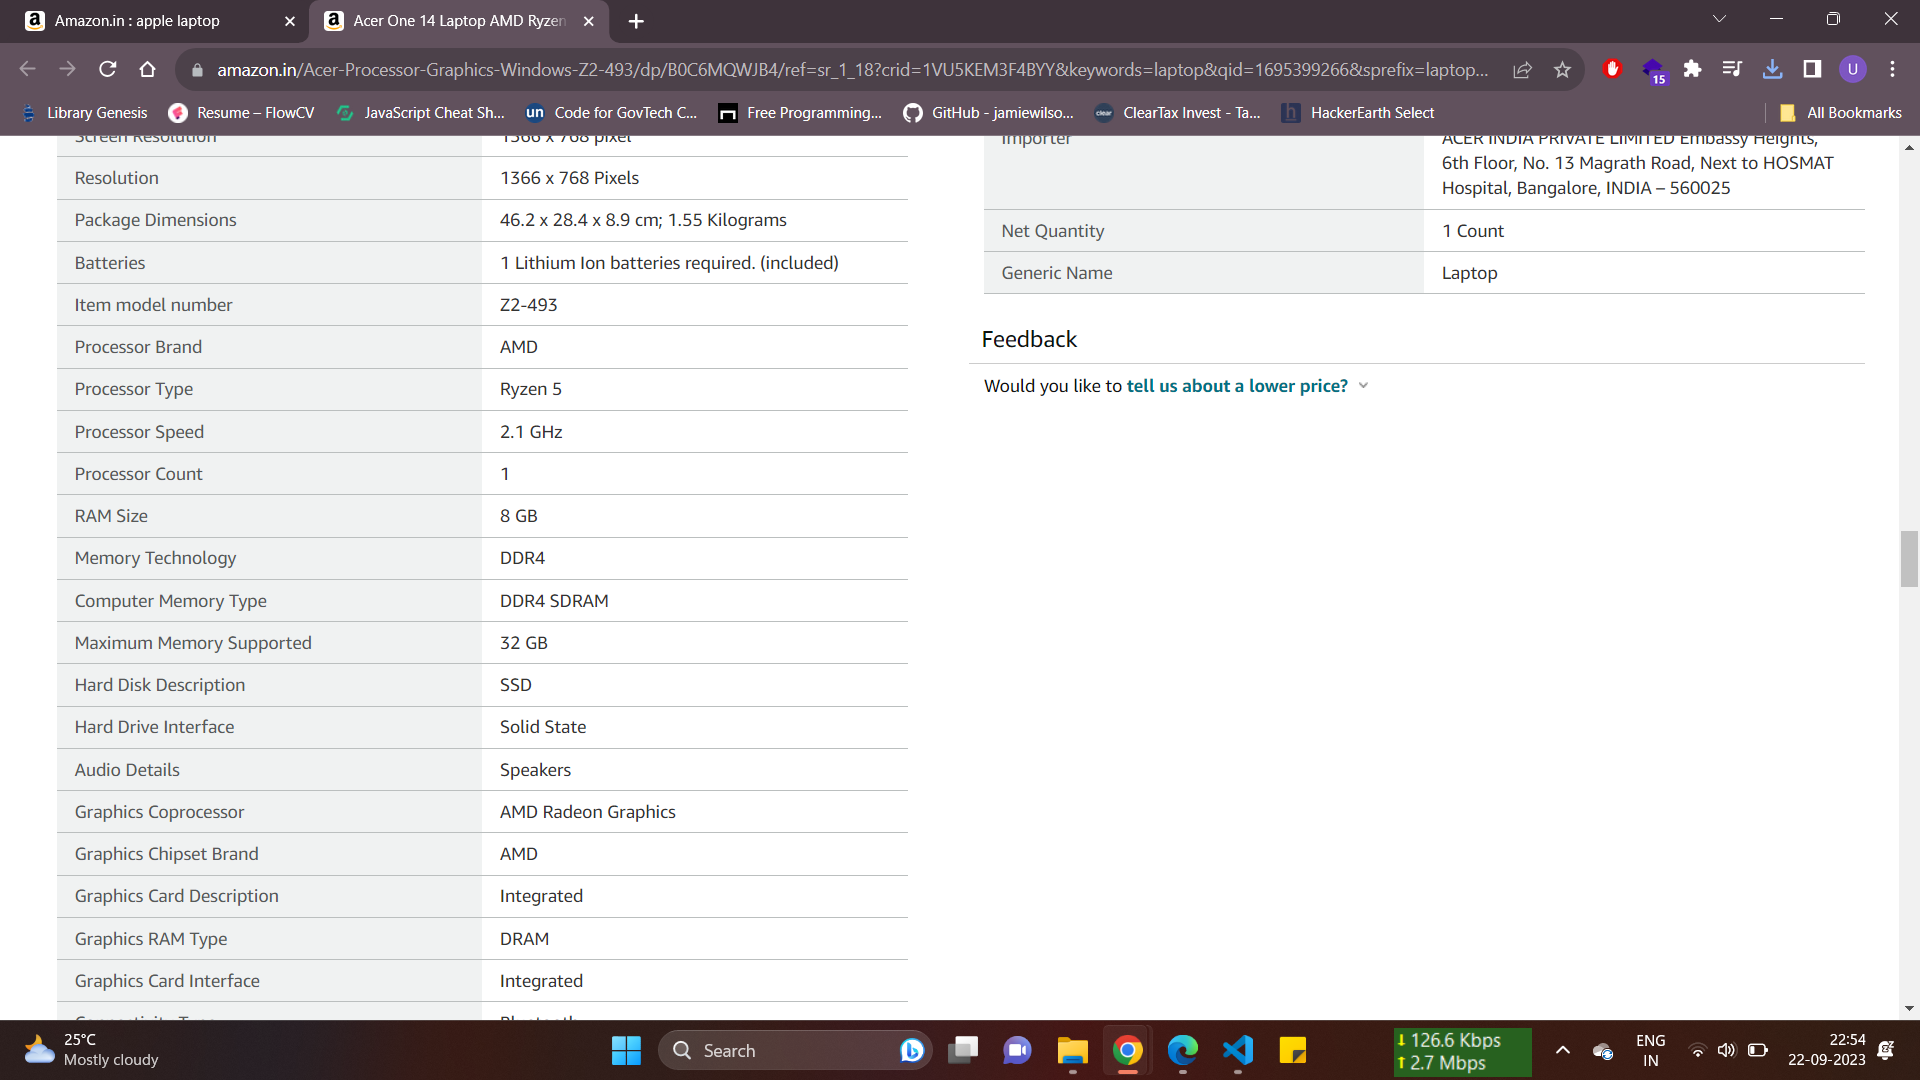 Amazon.in : apple laptop
Acer One 14 Laptop AMD Ryzen
amazon.in/Acer-Processor-Graphics-Windows-Z2-493/dp/B0C6MQWJB4/ref=sr_1_18?crid=1VU5KEM3F4BYY&keywords=laptop&qid=1695399266&sprefix=laptop...
15
U
Library Genesis
Resume – FlowCV
JavaScript Cheat Sh...
un Code for GovTech C...
Free Programming...
GitHub - jamiewilso...
clear ClearTax Invest - Ta...
h HackerEarth Select
All Bookmarks
Screen Resolution 1366 x 768 pixel
Resolution 1366 x 768 Pixels
Package Dimensions 46.2 x 28.4 x 8.9 cm; 1.55 Kilograms
Batteries 1 Lithium Ion batteries required. (included)
Item model number Z2-493
Processor Brand AMD
Processor Type Ryzen 5
Processor Speed 2.1 GHz
Processor Count 1
RAM Size 8 GB
Memory Technology DDR4
Computer Memory Type DDR4 SDRAM
Maximum Memory Supported 32 GB
Hard Disk Description SSD
Hard Drive Interface Solid State
Audio Details Speakers
Graphics Coprocessor AMD Radeon Graphics
Graphics Chipset Brand AMD
Graphics Card Description Integrated
Graphics RAM Type DRAM
Graphics Card Interface Integrated
Importer ACER INDIA PRIVATE LIMITED Embassy Heights,
6th Floor, No. 13 Magrath Road, Next to HOSMAT
Hospital, Bangalore, INDIA – 560025
Net Quantity 1 Count
Generic Name Laptop
Feedback
Would you like to tell us about a lower price?
25°C
Mostly cloudy
Search
126.6 Kbps
2.7 Mbps
ENG
IN
22:54
22-09-2023